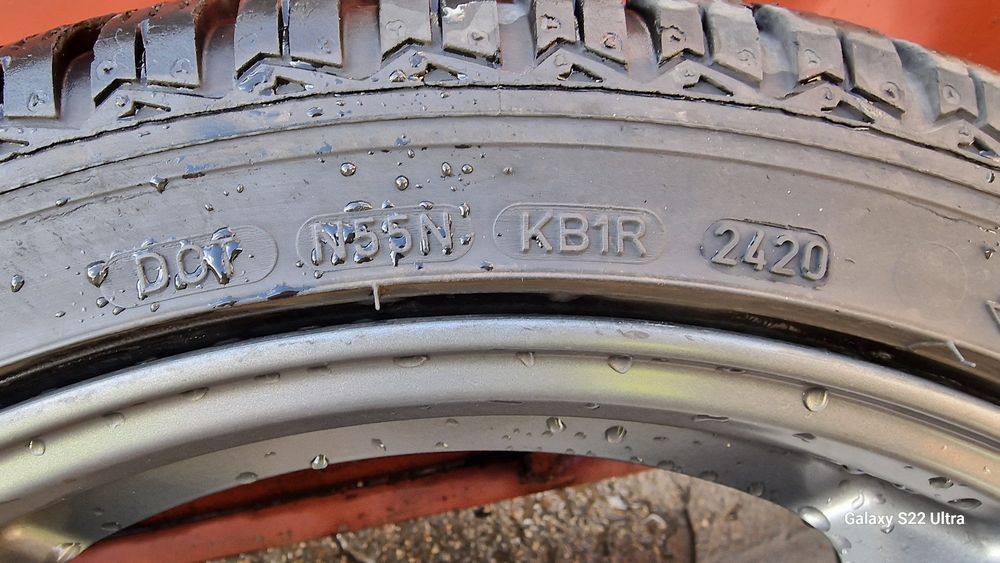 DOT N55N KB1R 2420
Galaxy S22 Ultra